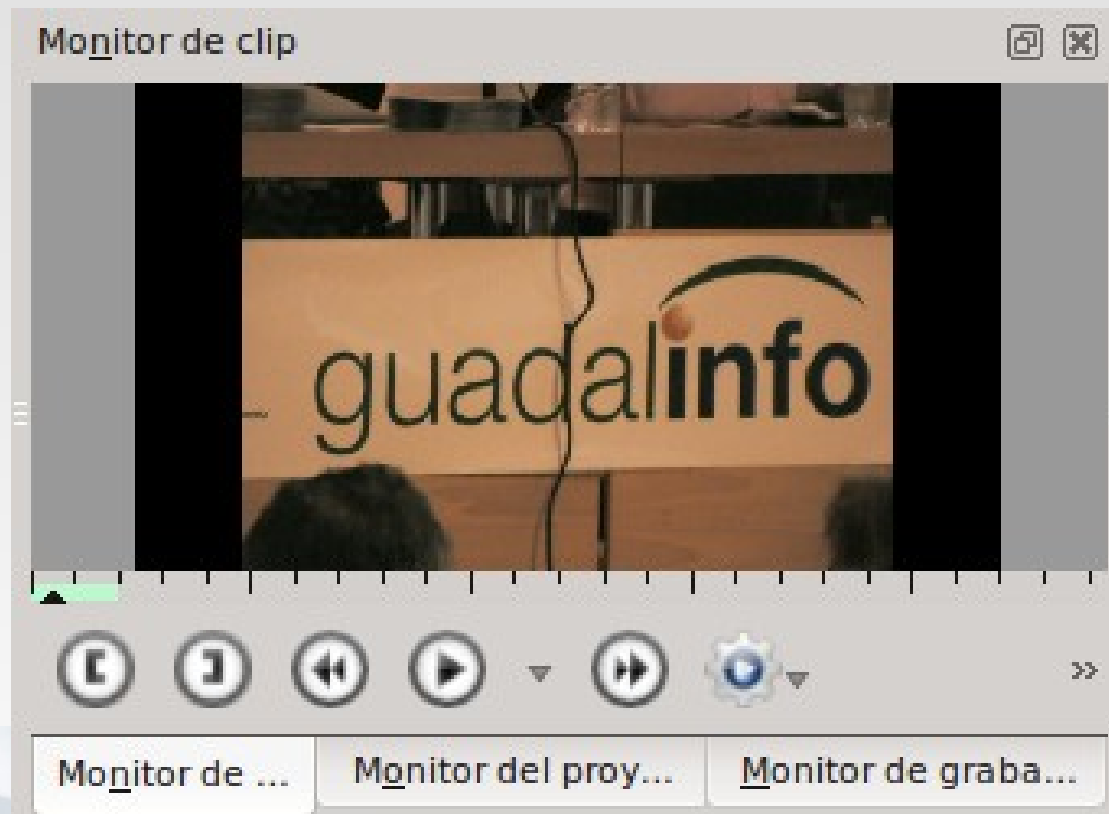 Monitor de clip
guadalinfo
Monitor de ...
Monitor del proy...
Monitor de graba...